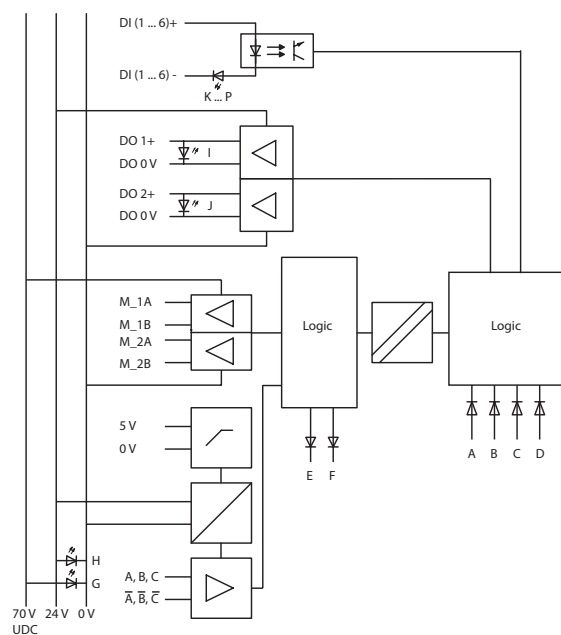 DI (1 ... 6)+
DI (1 ... 6) -
K ... P
DO 1+
I
DO 0 V
DO 2+
J
DO 0 V
M_1A
M_1B
M_2A
M_2B
Logic
Logic
5 V
0 V
A B C D
E F
H
G
A, B, C
A̅, B̅, C̅
70 V 24 V 0 V
UDC